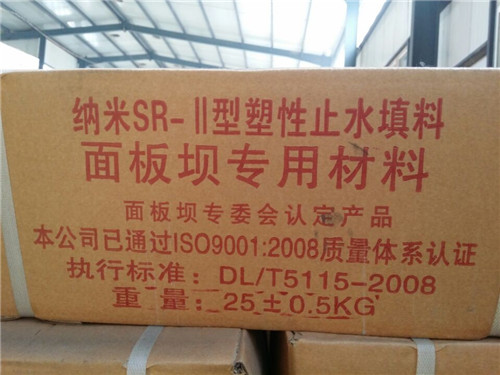 纳米SR-Ⅱ型塑性止水填料
面板坝专用材料
面板坝专委会认定产品
本公司已通过ISO9001:2008质量体系认证
执行标准：DL/T5115-2008
重量：25±0.5KG